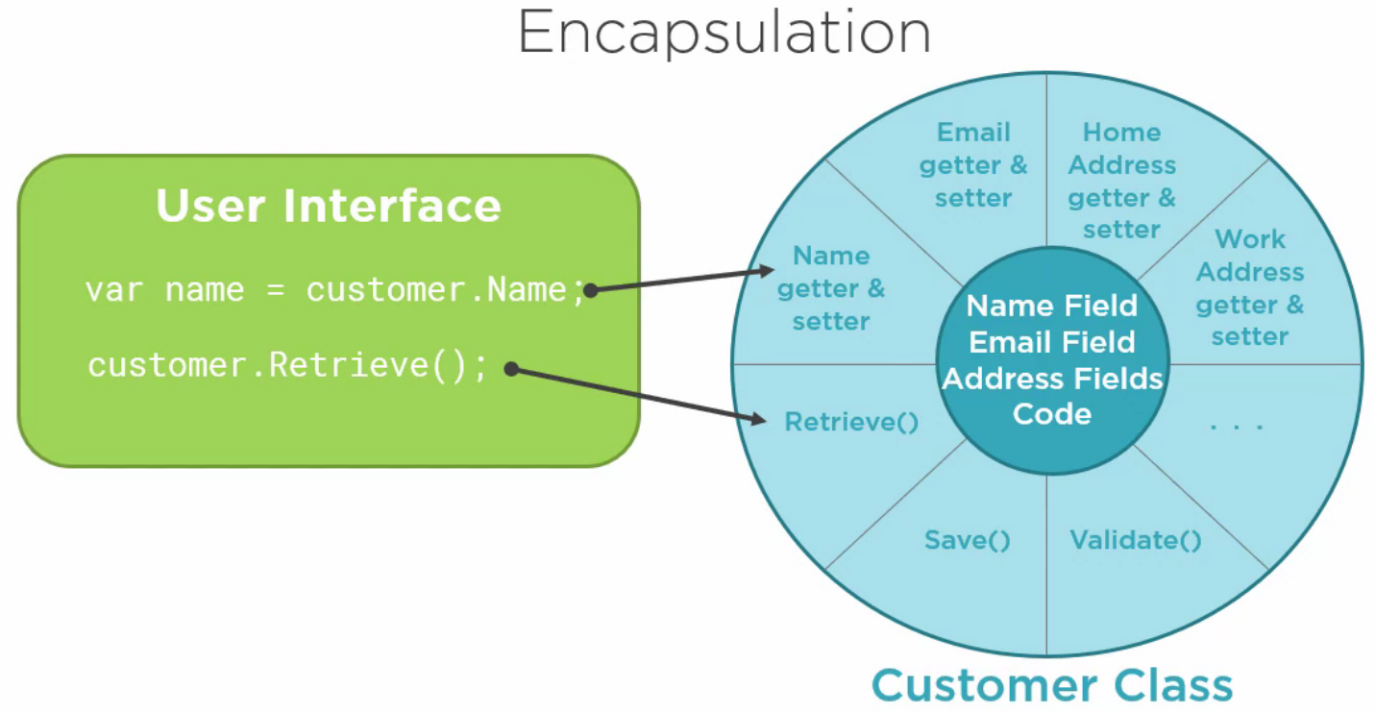 Encapsulation
User Interface
var name = customer.Name;
customer.Retrieve();
Email
getter &
setter
Home
Address
getter &
setter
Name
getter &
setter
Work
Address
getter &
setter
Name Field
Email Field
Address Fields
Code
Retrieve()
. . .
Save()
Validate()
Customer Class